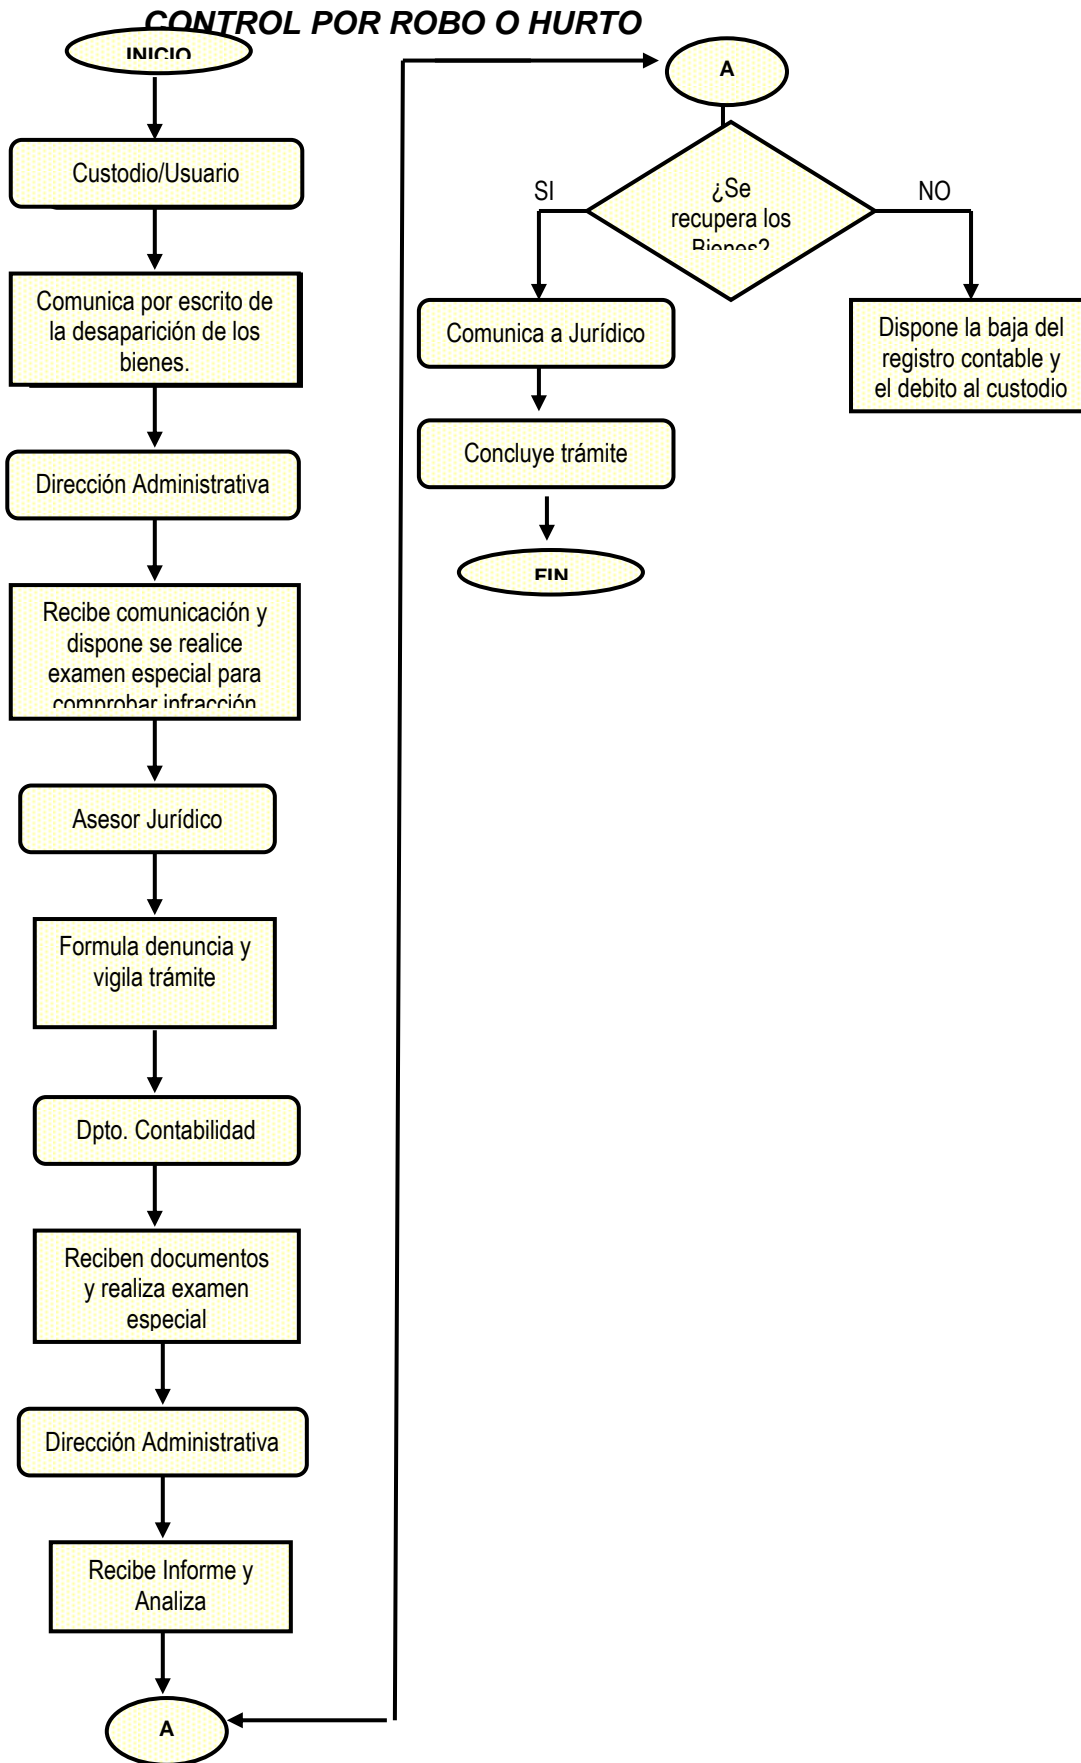 CONTROL POR ROBO O HURTO
INICIO
Custodio/Usuario
Comunica por escrito de
la desaparición de los
bienes.
Dirección Administrativa
Recibe comunicación y
dispone se realice
examen especial para
comprobar infracción
Asesor Jurídico
Formula denuncia y
vigila trámite
Dpto. Contabilidad
Reciben documentos
y realiza examen
especial
Dirección Administrativa
Recibe Informe y
Analiza
A
A
¿Se
recupera los
Bienes?
SI
NO
Comunica a Jurídico
Dispone la baja del
registro contable y
el debito al custodio
Concluye trámite
FIN